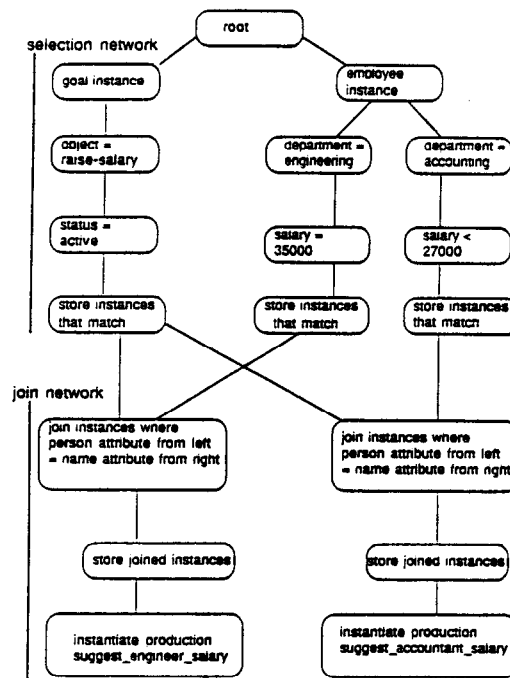 root
selection network
goal instance
employee
instance
object =
raise-salary
department =
engineering
department =
accounting
status =
active
salary =
35000
salary <
27000
store instances
that match
store instances
that match
store instances
that match
join network
join instances where
person attribute from left
= name attribute from right
join instances where
person attribute from left
= name attribute from right
store joined instances
store joined instances
instantiate production
suggest_engineer_salary
instantiate production
suggest_accountant_salary